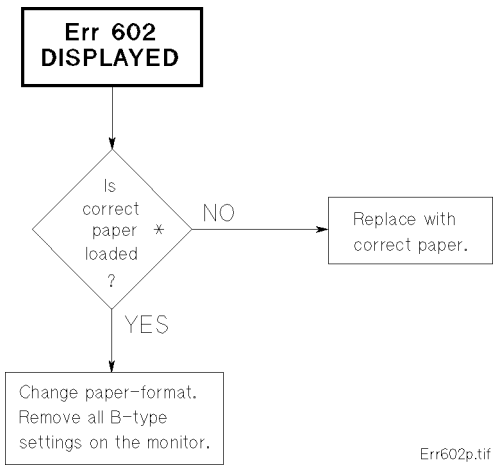 Err 602
DISPLAYED
Is
correct
paper *
loaded
?
NO
Replace with
correct paper.
YES
Change paper-format.
Remove all B-type
settings on the monitor.
Err602p.tif